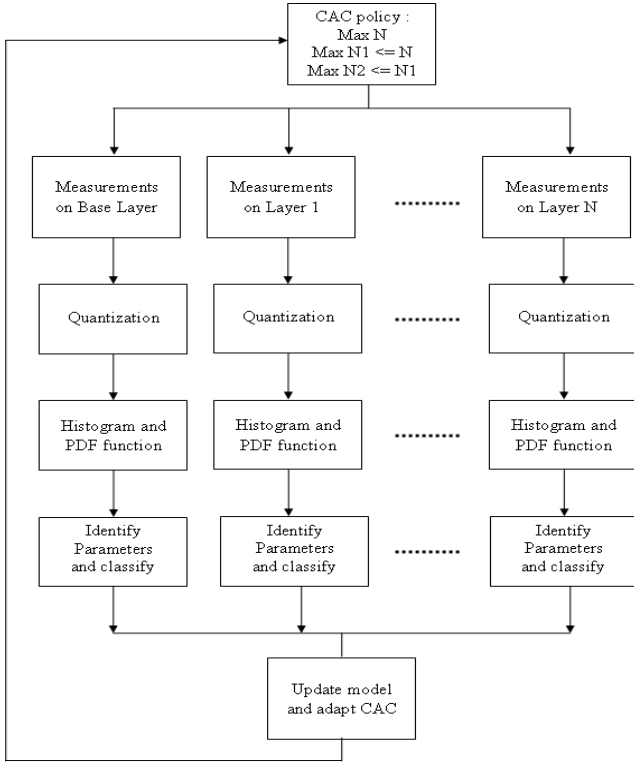 CAC policy :
Max N
Max N1 <= N
Max N2 <= N1
Measurements
on Base Layer
Measurements
on Layer 1
..........
Measurements
on Layer N
Quantization
Quantization
..........
Quantization
Histogram and
PDF function
Histogram and
PDF function
..........
Histogram and
PDF function
Identify
Parameters
and classify
Identify
Parameters
and classify
..........
Identify
Parameters
and classify
Update model
and adapt CAC